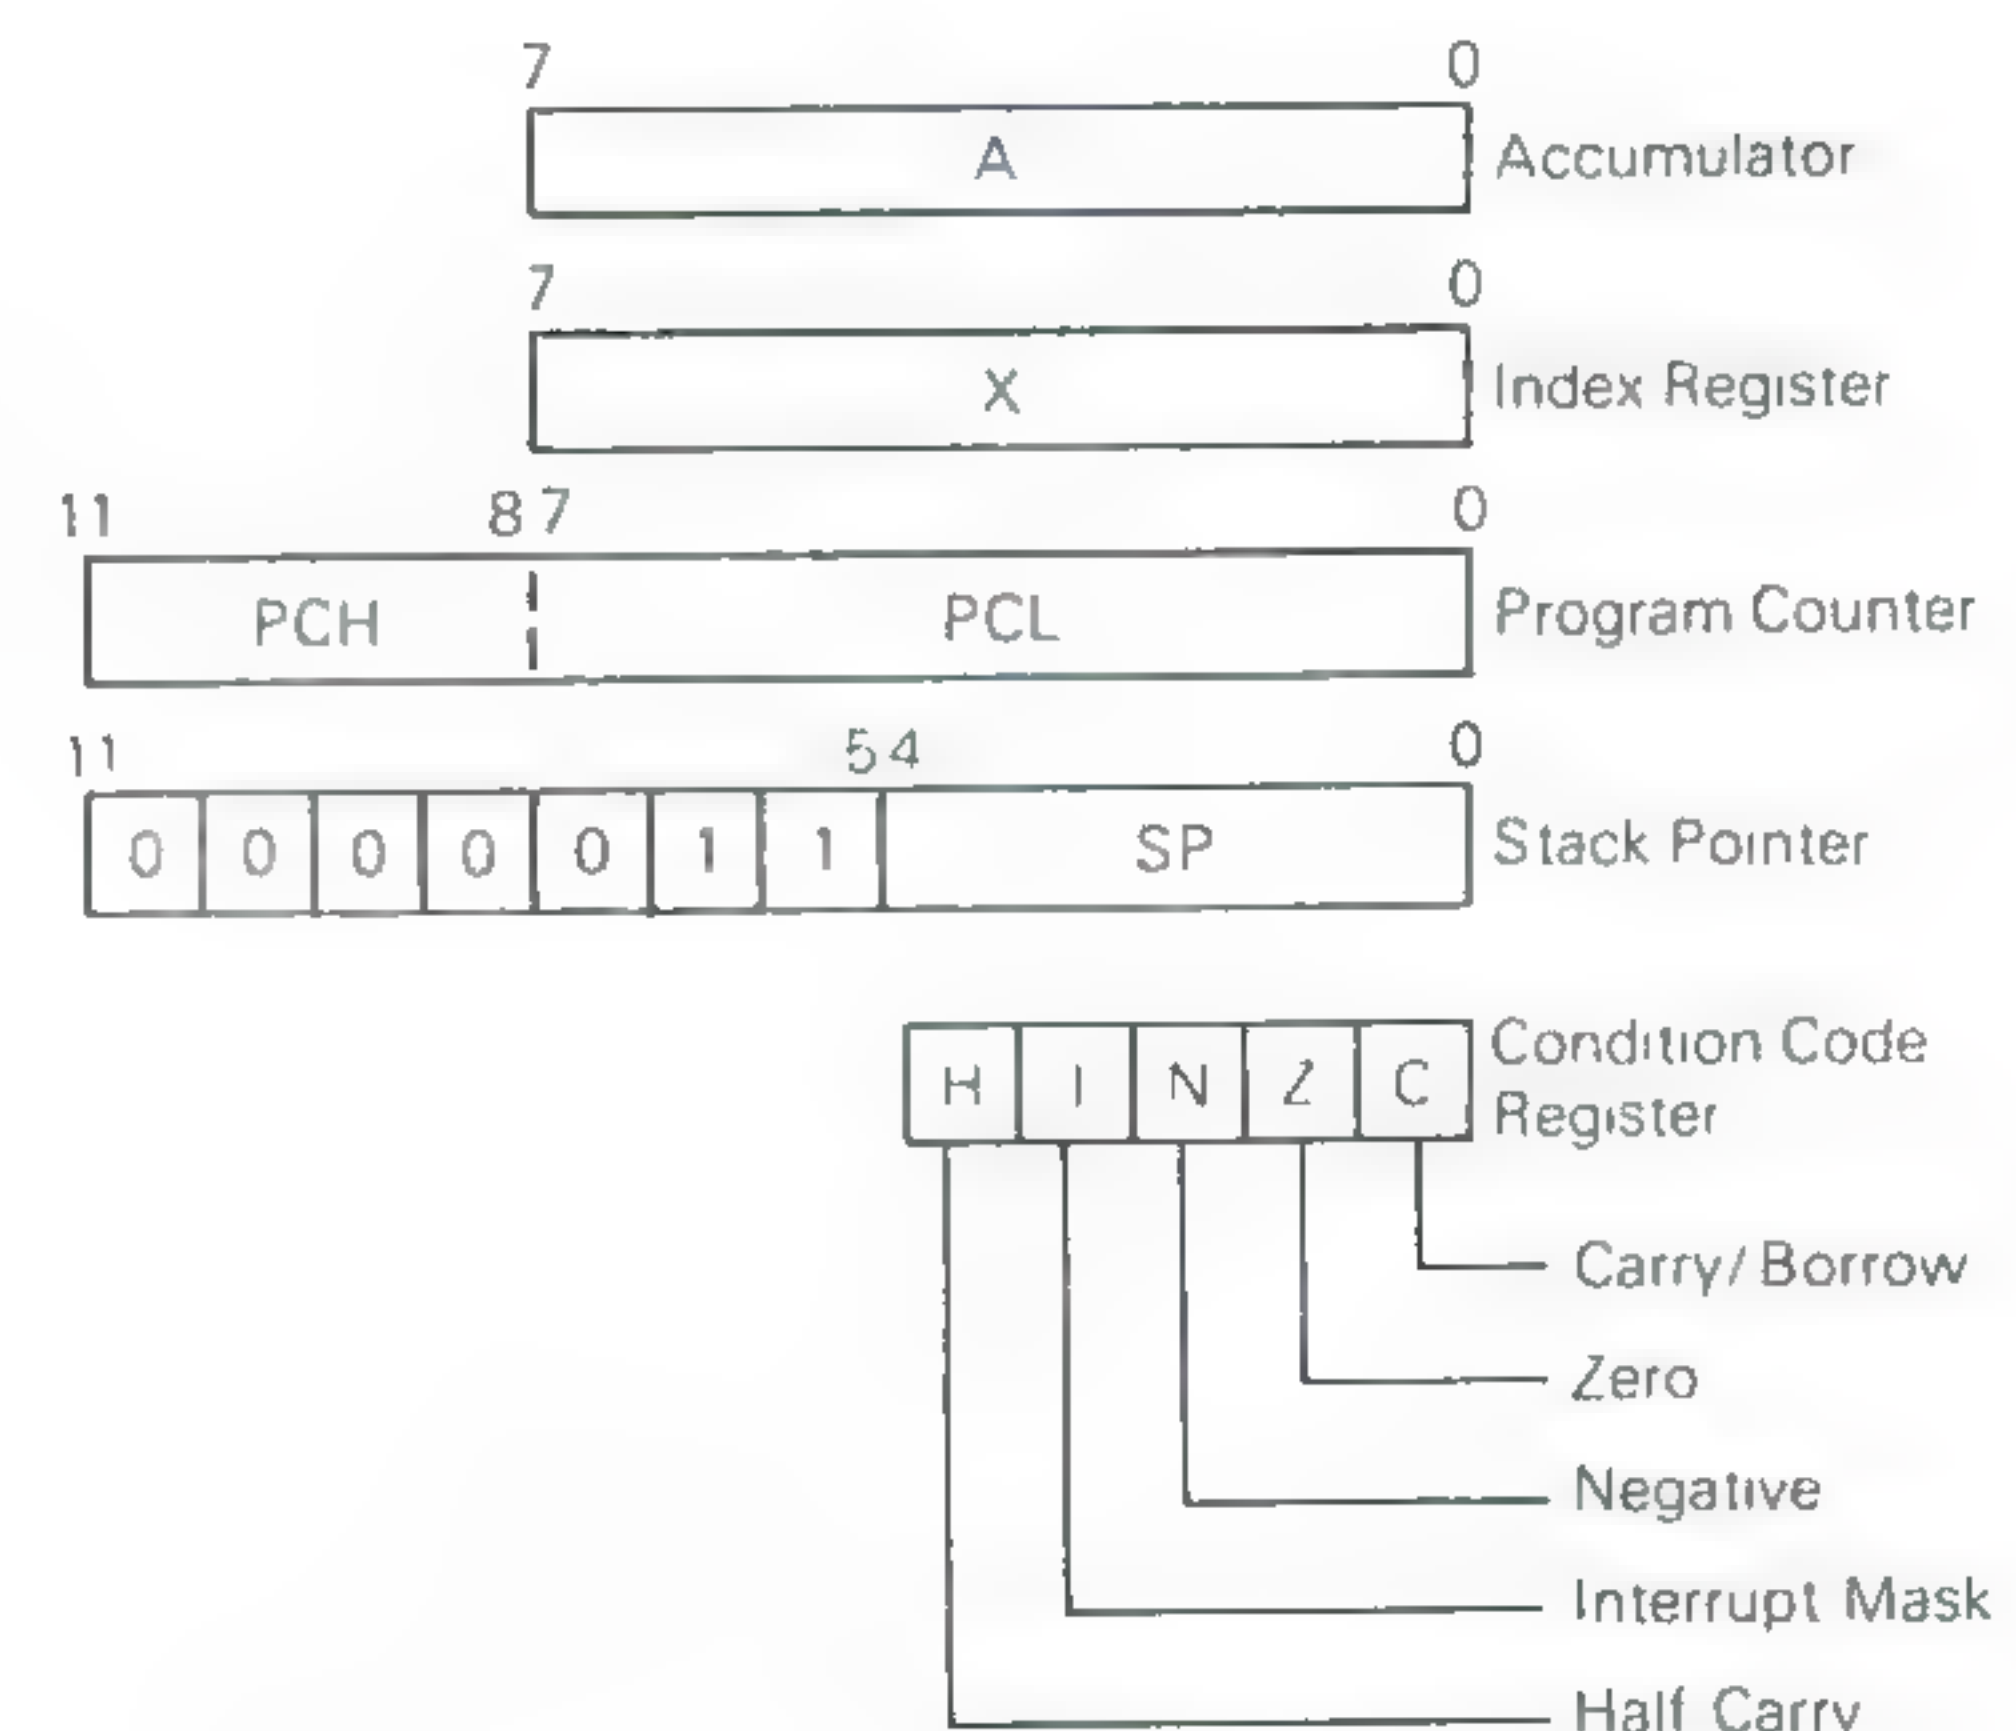 7 0
A Accumulator
7 0
X Index Register
11 8 7 0
PCH PCL Program Counter
11 5 4 0
0 0 0 0 0 1 1 SP Stack Pointer
H I N Z C Condition Code
Register
Carry/Borrow
Zero
Negative
Interrupt Mask
Half Carry